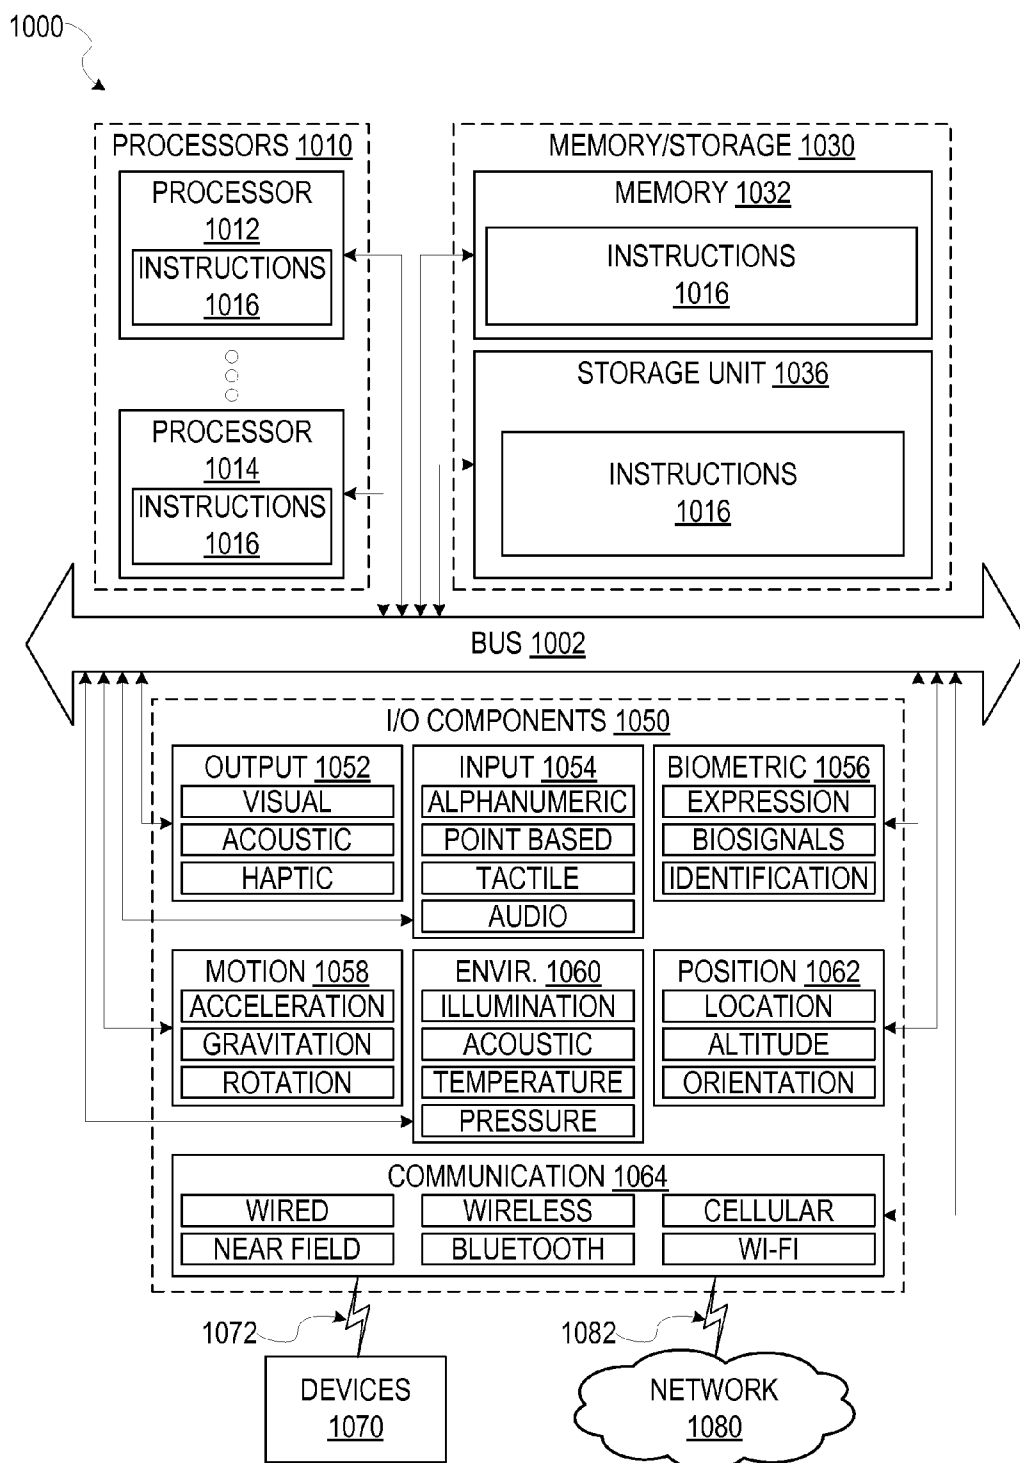 1000
PROCESSORS 1010
PROCESSOR
1012
INSTRUCTIONS
1016
PROCESSOR
1014
INSTRUCTIONS
1016
MEMORY/STORAGE 1030
MEMORY 1032
INSTRUCTIONS
1016
STORAGE UNIT 1036
INSTRUCTIONS
1016
BUS 1002
I/O COMPONENTS 1050
OUTPUT 1052
VISUAL
ACOUSTIC
HAPTIC
INPUT 1054
ALPHANUMERIC
POINT BASED
TACTILE
AUDIO
BIOMETRIC 1056
EXPRESSION
BIOSIGNALS
IDENTIFICATION
MOTION 1058
ACCELERATION
GRAVITATION
ROTATION
ENVIR. 1060
ILLUMINATION
ACOUSTIC
TEMPERATURE
PRESSURE
POSITION 1062
LOCATION
ALTITUDE
ORIENTATION
COMMUNICATION 1064
WIRED
WIRELESS
CELLULAR
NEAR FIELD
BLUETOOTH
WI-FI
1072
1082
DEVICES
1070
NETWORK
1080